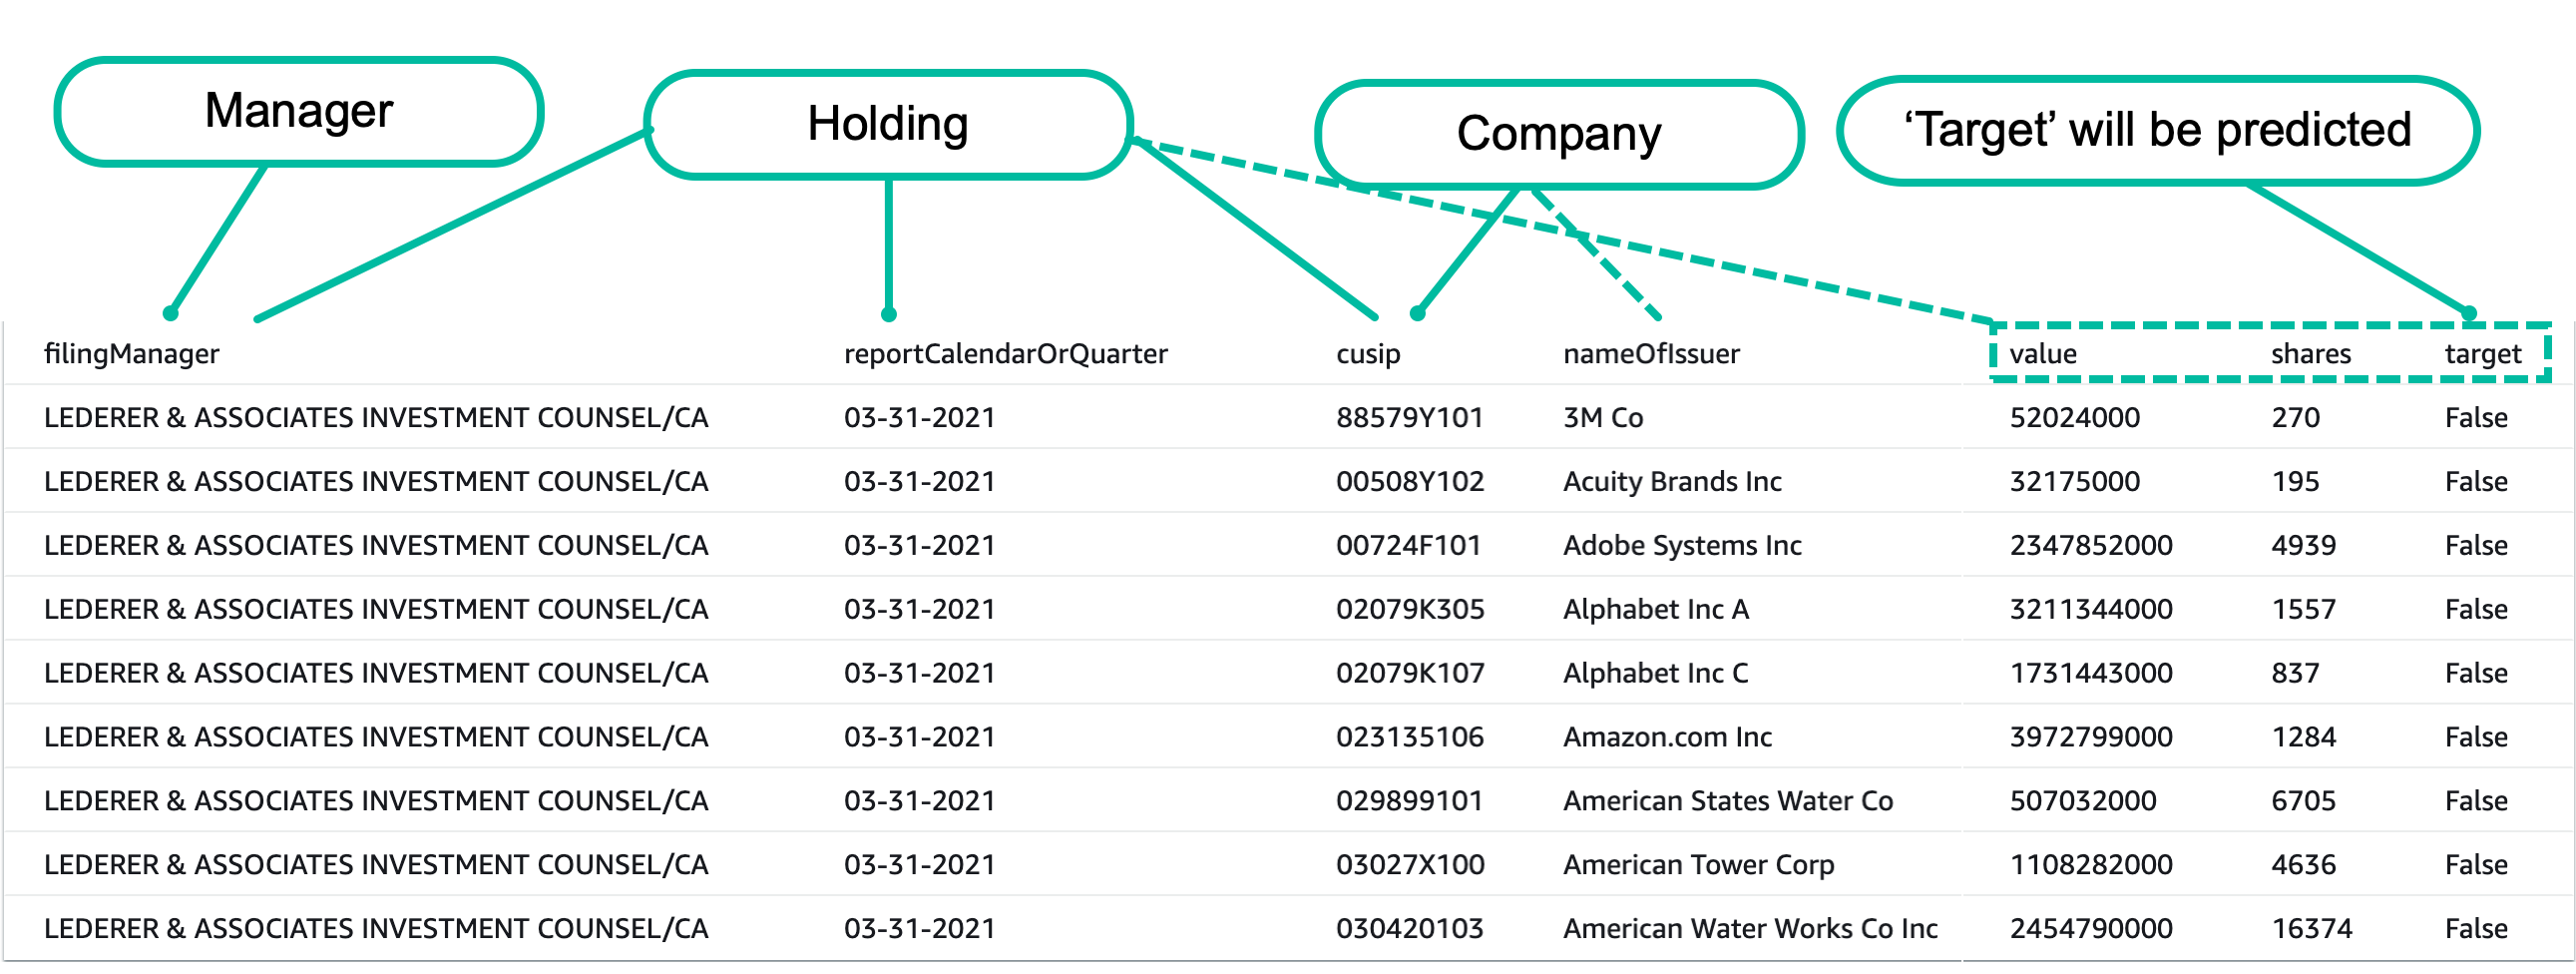 Manager
Holding
Company
‘Target’ will be predicted
filingManager reportCalendarOrQuarter cusip nameOfIssuer value shares target
LEDERER & ASSOCIATES INVESTMENT COUNSEL/CA 03-31-2021 88579Y101 3M Co 52024000 270 False
LEDERER & ASSOCIATES INVESTMENT COUNSEL/CA 03-31-2021 00508Y102 Acuity Brands Inc 32175000 195 False
LEDERER & ASSOCIATES INVESTMENT COUNSEL/CA 03-31-2021 00724F101 Adobe Systems Inc 2347852000 4939 False
LEDERER & ASSOCIATES INVESTMENT COUNSEL/CA 03-31-2021 02079K305 Alphabet Inc A 3211344000 1557 False
LEDERER & ASSOCIATES INVESTMENT COUNSEL/CA 03-31-2021 02079K107 Alphabet Inc C 1731443000 837 False
LEDERER & ASSOCIATES INVESTMENT COUNSEL/CA 03-31-2021 023135106 Amazon.com Inc 3972799000 1284 False
LEDERER & ASSOCIATES INVESTMENT COUNSEL/CA 03-31-2021 029899101 American States Water Co 507032000 6705 False
LEDERER & ASSOCIATES INVESTMENT COUNSEL/CA 03-31-2021 03027X100 American Tower Corp 1108282000 4636 False
LEDERER & ASSOCIATES INVESTMENT COUNSEL/CA 03-31-2021 030420103 American Water Works Co Inc 2454790000 16374 False